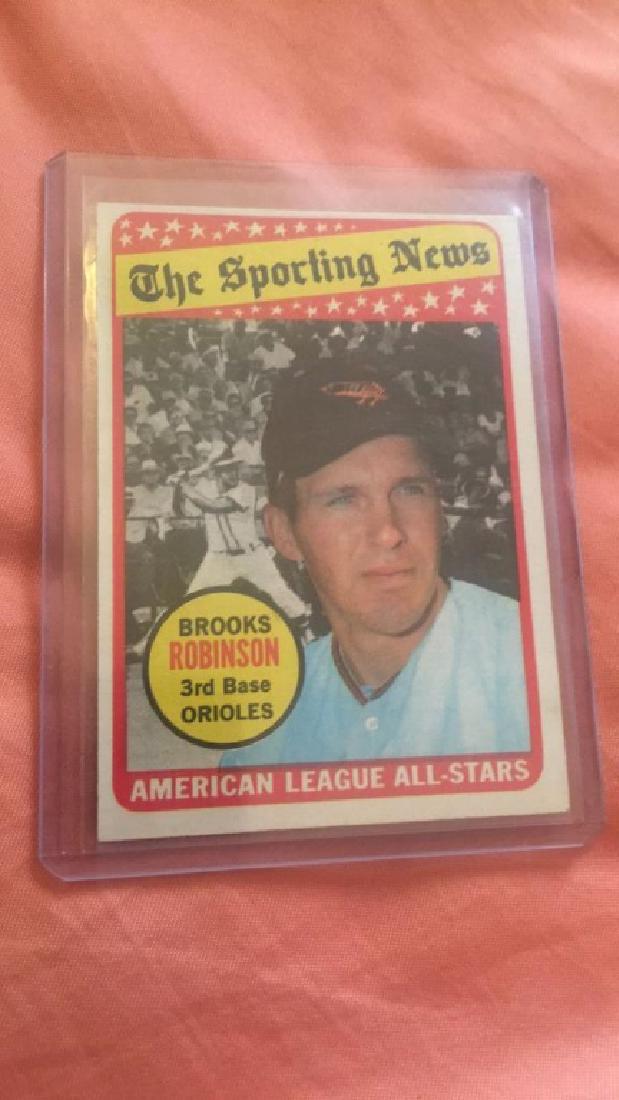 The Sporting News
BROOKS
ROBINSON
3rd Base
ORIOLES
AMERICAN LEAGUE ALL-STARS